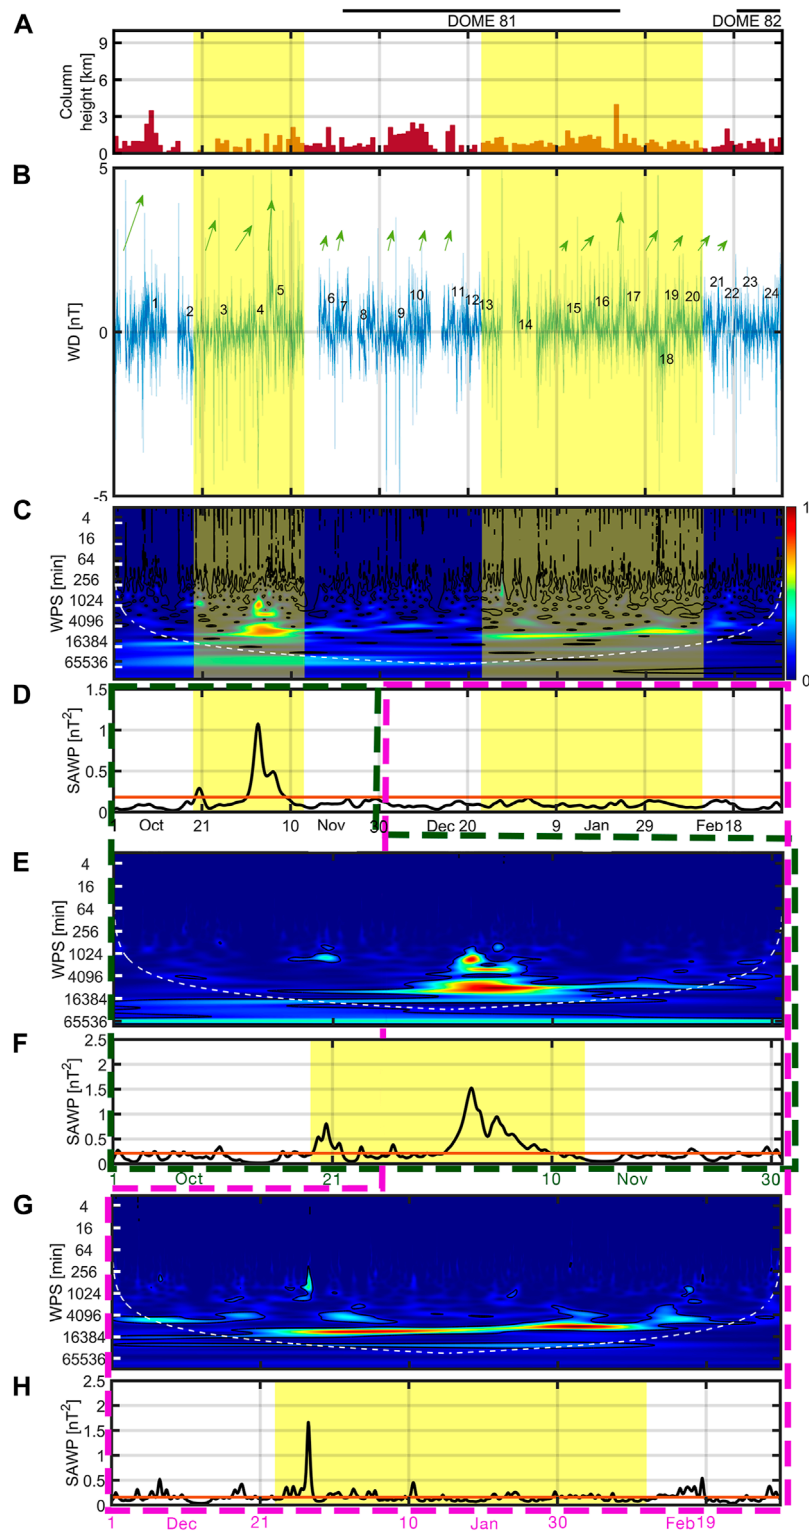 DOME 81 DOME 82
A
Column
height [km]
9
6
3
0
B
WD [nT]
5
0
-5
1 2 3 4 5 6 7 8 9 10 11 12 13 14 15 16 17 18 19 20 21 22 23 24
C
WPS [min]
4
16
64
256
1024
4096
16384
65536
1
0
D
SAWP [nT2]
1.5
1
0.5
0
1 Oct 21 10 Nov 30 Dec 20 9 Jan 29 Feb18
E
WPS [min]
4
16
64
256
1024
4096
16384
65536
F
SAWP [nT2]
2.5
2
1.5
1
0.5
0
1 Oct 21 10 Nov 30
G
WPS [min]
4
16
64
256
1024
4096
16384
65536
H
SAWP [nT2]
2.5
2
1.5
1
0.5
0
1 Dec 21 10 Jan 30 Feb19